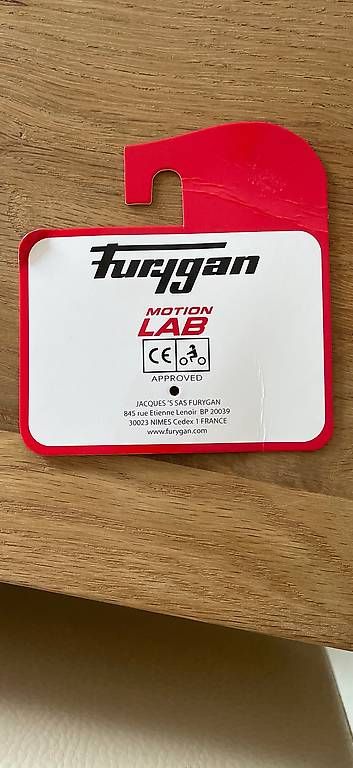 Furygan
MOTION
LAB
CE
APPROVED
JACQUES 'S SAS FURYGAN
845 rue Etienne Lenoir BP 20039
30023 NIMES Cedex 1 FRANCE
www.furygan.com